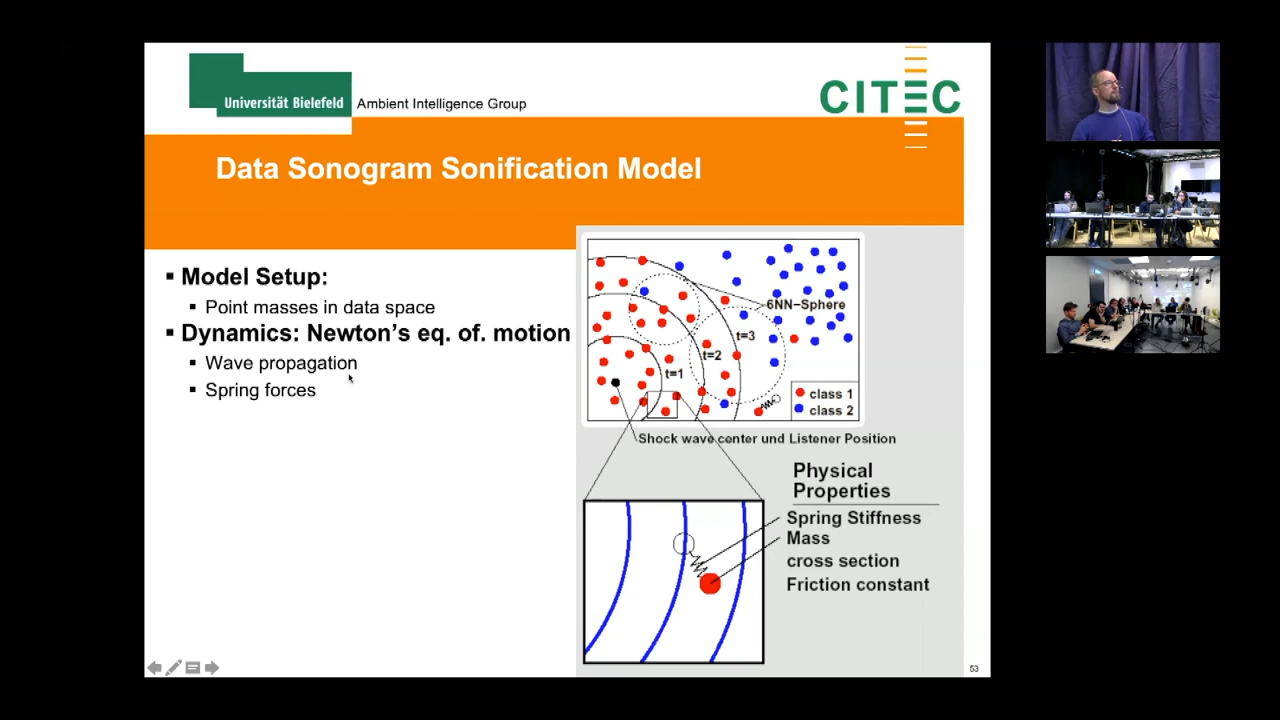 Universität Bielefeld
Ambient Intelligence Group
CITEC
Data Sonogram Sonification Model
Model Setup:
Point masses in data space
Dynamics: Newton's eq. of. motion
Wave propagation
Spring forces
6NN-Sphere
t=3
t=2
t=1
class 1
class 2
Shock wave center und Listener Position
Physical
Properties
Spring Stiffness
Mass
cross section
Friction constant
53